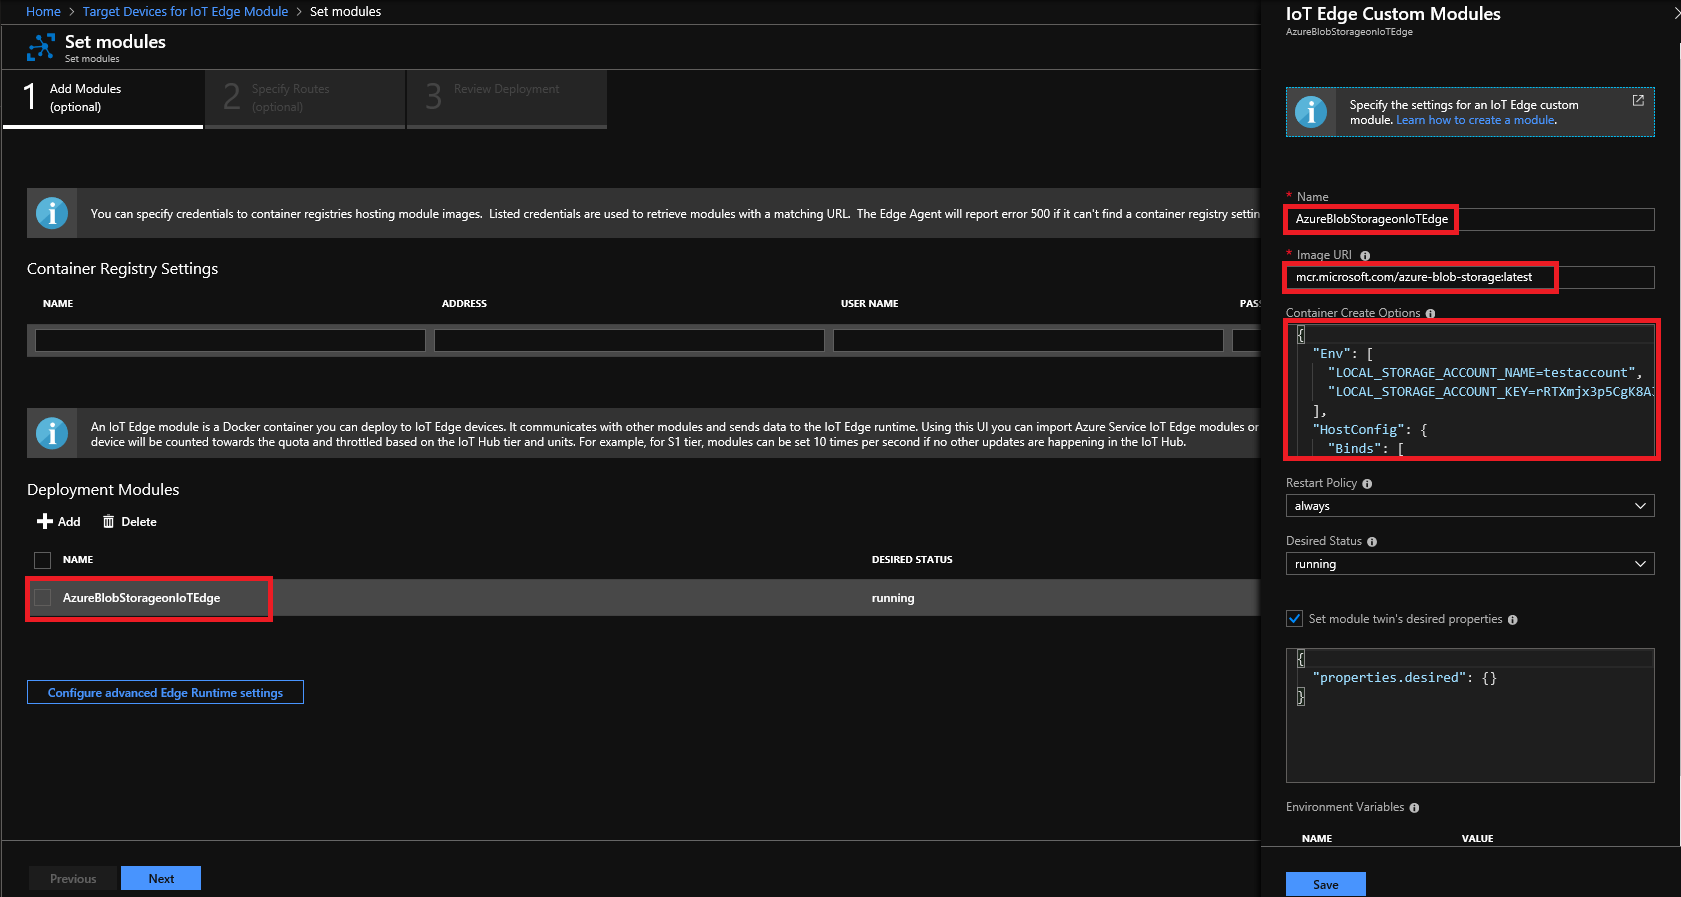 Home > Target Devices for IoT Edge Module > Set modules
Set modules
Set modules
1 Add Modules
(optional)
2 Specify Routes
(optional)
3 Review Deployment
You can specify credentials to container registries hosting module images. Listed credentials are used to retrieve modules with a matching URL. The Edge Agent will report error 500 if it can't find a container registry settin
Container Registry Settings
NAME ADDRESS USER NAME PAS
An IoT Edge module is a Docker container you can deploy to IoT Edge devices. It communicates with other modules and sends data to the IoT Edge runtime. Using this UI you can import Azure Service IoT Edge modules or
device will be counted towards the quota and throttled based on the IoT Hub tier and units. For example, for S1 tier, modules can be set 10 times per second if no other updates are happening in the IoT Hub.
Deployment Modules
Add Delete
NAME DESIRED STATUS
AzureBlobStorageonIoTEdge running
Configure advanced Edge Runtime settings
Previous Next
IoT Edge Custom Modules
AzureBlobStorageonIoTEdge
Specify the settings for an IoT Edge custom
module. Learn how to create a module.
* Name
AzureBlobStorageonIoTEdge
* Image URI
mcr.microsoft.com/azure-blob-storage:latest
Container Create Options
{
"Env": [
"LOCAL_STORAGE_ACCOUNT_NAME=testaccount",
"LOCAL_STORAGE_ACCOUNT_KEY=rRTXmjx3p5CgK8A
],
"HostConfig": {
"Binds": [
Restart Policy
always
Desired Status
running
Set module twin's desired properties
{
"properties.desired": {}
}
Environment Variables
NAME VALUE
Save